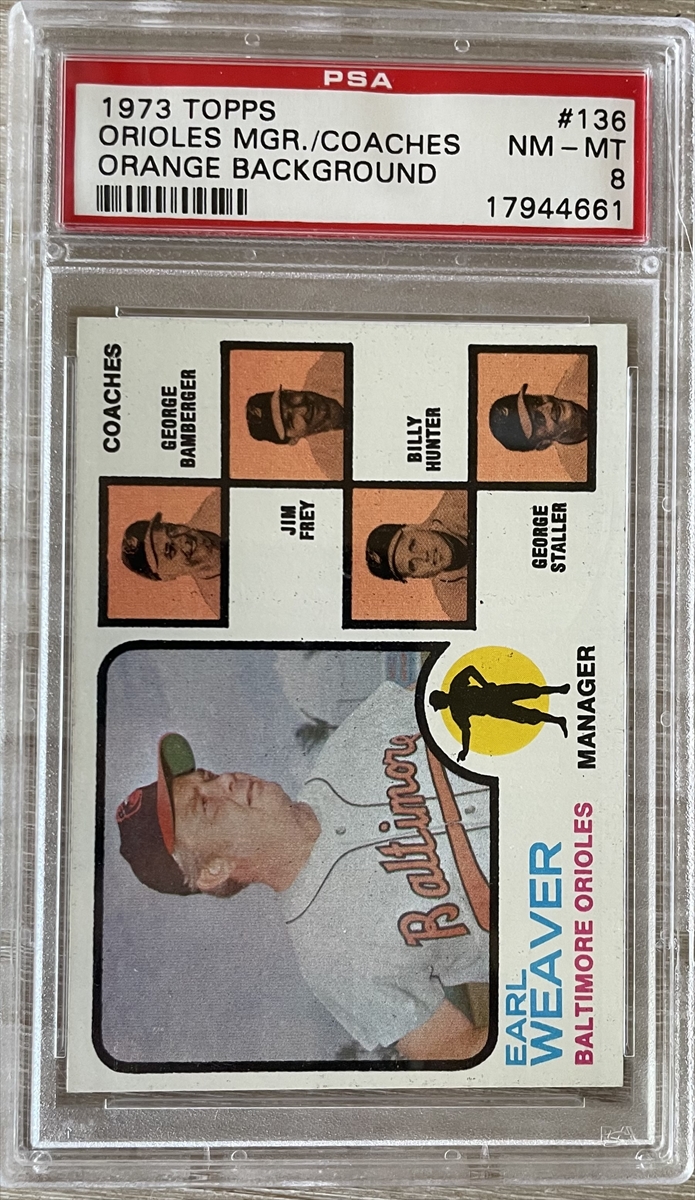 PSA
1973 TOPPS #136
ORIOLES MGR./COACHES NM-MT
ORANGE BACKGROUND 8
17944661
COACHES
GEORGE
BAMBERGER
JIM
FREY
BILLY
HUNTER
GEORGE
STALLER
Baltimore
EARL
WEAVER
BALTIMORE ORIOLES
MANAGER
PSA